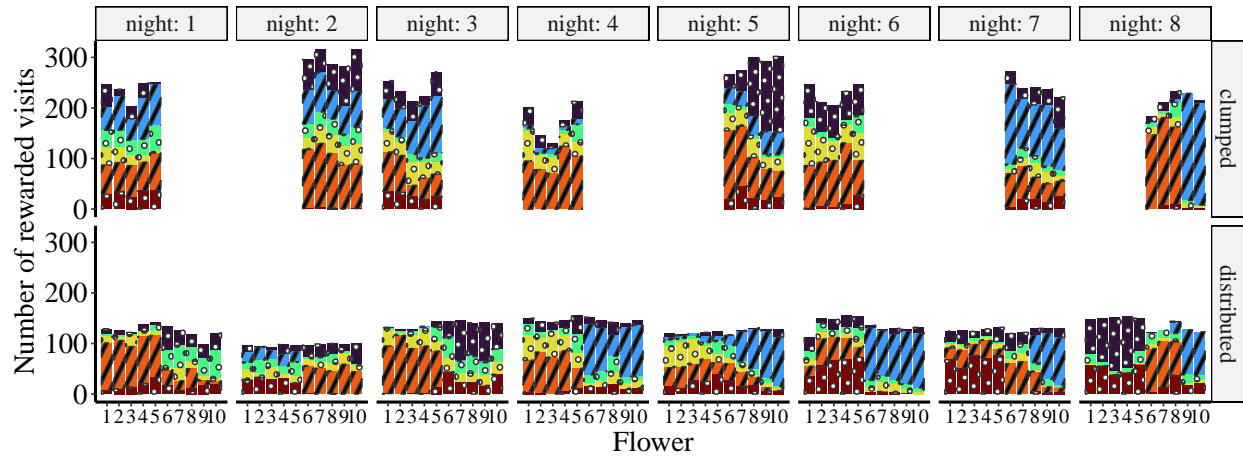 night: 1 night: 2 night: 3 night: 4 night: 5 night: 6 night: 7 night: 8
Number of rewarded visits
300
200
100
0
clumped
300
200
100
0
distributed
12345678910 12345678910 12345678910 12345678910 12345678910 12345678910 12345678910 12345678910
Flower